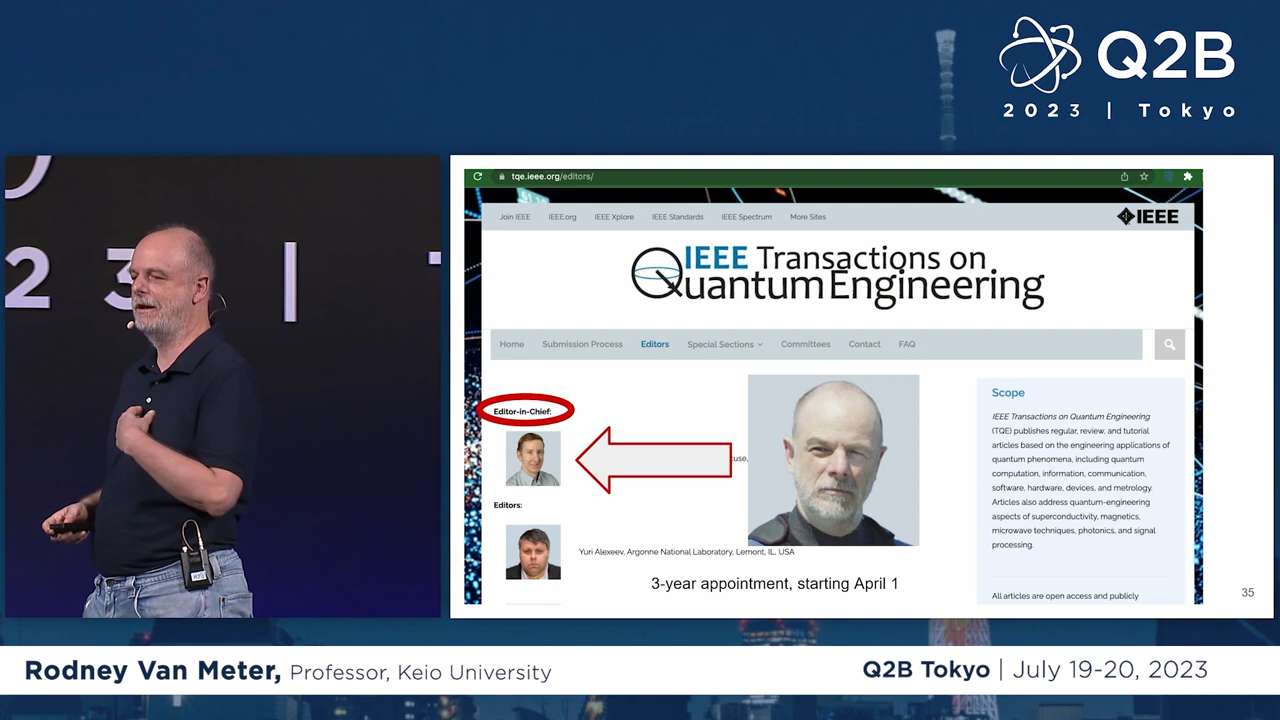 Q2B
2023 | Tokyo
2 3 |
tqe.ieee.org/editors/
Join IEEE IEEE.org IEEE Xplore IEEE Standards IEEE Spectrum More Sites
IEEE
IEEE Transactions on
Quantum Engineering
Home Submission Process Editors Special Sections Committees Contact FAQ
Editor-in-Chief:
cuse,
Editors:
Yuri Alexeev, Argonne National Laboratory, Lemont, IL, USA
3-year appointment, starting April 1
Scope
IEEE Transactions on Quantum Engineering
(TQE) publishes regular, review, and tutorial
articles based on the engineering applications of
quantum phenomena, including quantum
computation, information, communication,
software, hardware, devices, and metrology.
Articles also address quantum-engineering
aspects of superconductivity, magnetics,
microwave techniques, photonics, and signal
processing.
All articles are open access and publicly
35
Rodney Van Meter, Professor, Keio University
Q2B Tokyo | July 19-20, 2023